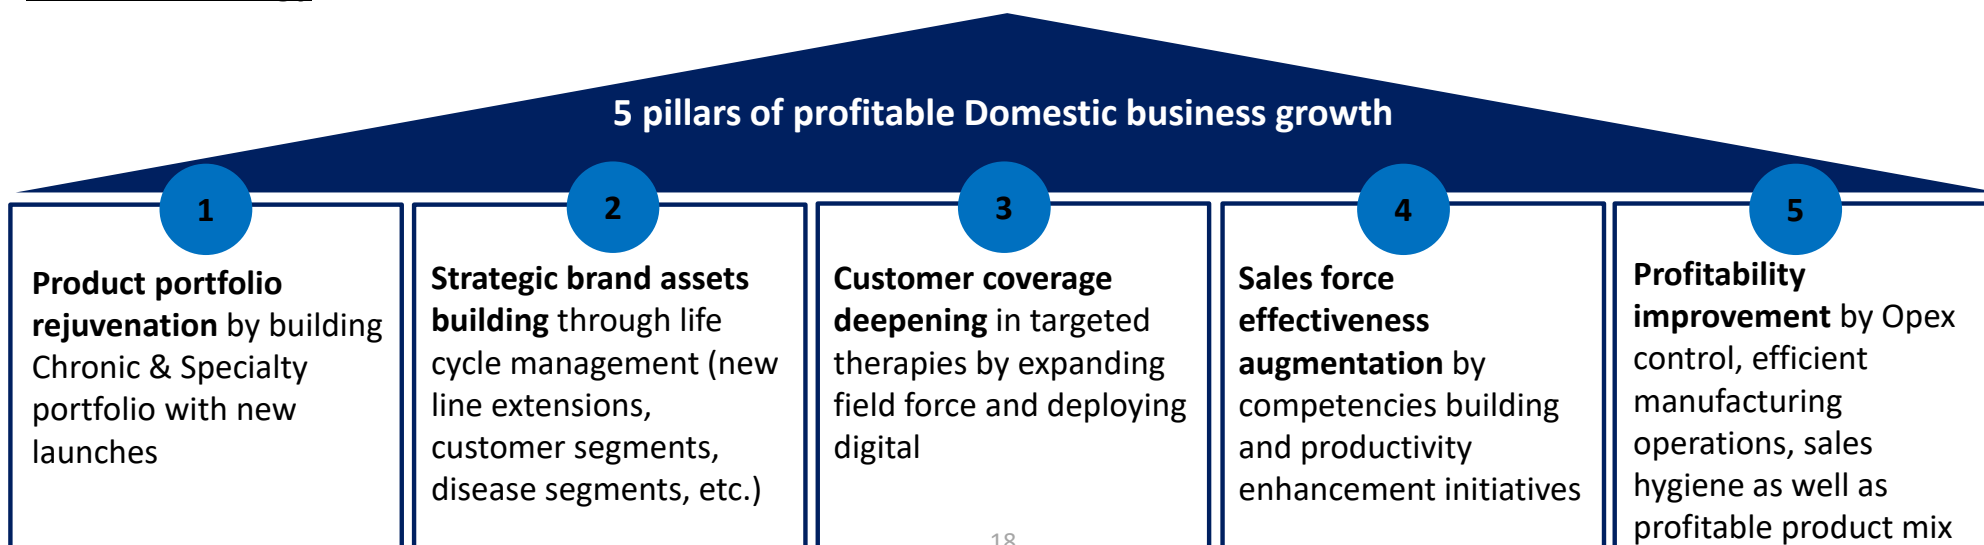 5 pillars of profitable Domestic business growth
1
Product portfolio
rejuvenation by building
Chronic & Specialty
portfolio with new
launches
2
Strategic brand assets
building through life
cycle management (new
line extensions,
customer segments,
disease segments, etc.)
3
Customer coverage
deepening in targeted
therapies by expanding
field force and deploying
digital
4
Sales force
effectiveness
augmentation by
competencies building
and productivity
enhancement initiatives
5
Profitability
improvement by Opex
control, efficient
manufacturing
operations, sales
hygiene as well as
profitable product mix
18